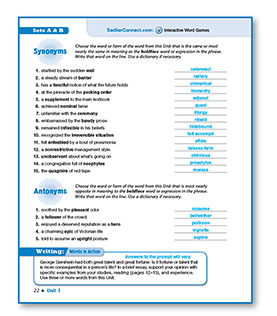 Sets A & B
SadlierConnect.com: Interactive Word Games
Synonyms
Choose the word or form of the word from this Unit that is the same or most
nearly the same in meaning as the boldface word or expression in the phrase.
Write that word on the line. Use a dictionary if necessary.
1. startled by the sudden wail caterwaul
2. a steady stream of banter raillery
3. has a fanciful notion of what the future holds chimerical
4. at the pinnacle of the pecking order hierarchy
5. a supplement to the main textbook adjunct
6. achieved nominal fame quasi
7. unfamiliar with the ceremony liturgy
8. embarrassed by the bawdy prose ribald
9. remained inflexible in his beliefs hidebound
10. recognized the irreversible situation fait accompli
11. felt enfeebled by a bout of pneumonia effete
12. a nonrestrictive management style laissez faire
13. unobservant about what's going on oblivious
14. a congregation full of neophytes proselytes
15. the quagmire of red tape morass
Antonyms
Choose the word or form of the word from this Unit that is most nearly
opposite in meaning to the boldface word or expression in the phrase.
Write that word on the line. Use a dictionary if necessary.
1. soothed by the pleasant odor noisome
2. a follower of the crowd bellwether
3. enjoyed a deserved reputation as a hero poltroon
4. a charming epic of Victorian life vignette
5. told to assume an upright posture supine
Writing: Words in Action
Answers to the prompt will vary.
George Gershwin had both great talent and great fortune. Is it fortune or talent that
is more consequential in a person's life? In a brief essay, support your opinion with
specific examples from your studies, reading (pages 12–13), and experience. Use
three or more words from this Unit.
22 ■ Unit 1